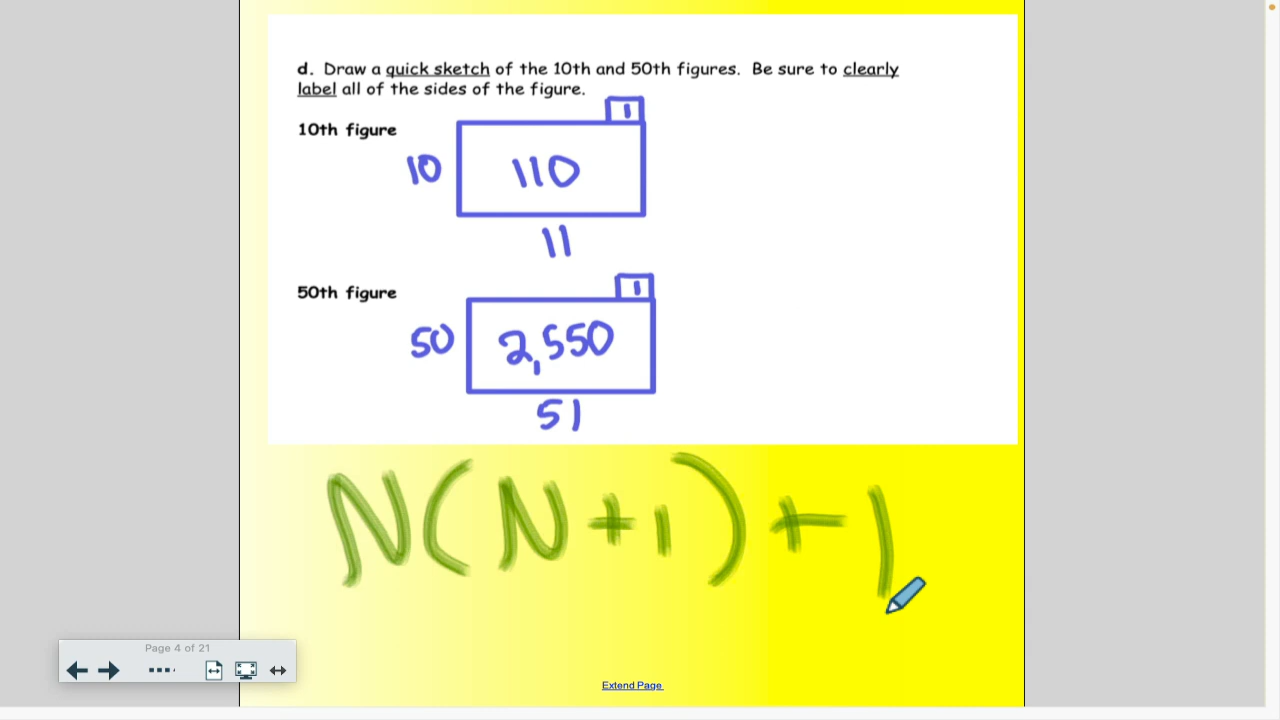 d. Draw a quick sketch of the 10th and 50th figures. Be sure to clearly
label all of the sides of the figure.
1
10th figure
10
110
11
1
50th figure
50
2,550
51
N(N+1)+1
Page 4 of 21
Extend Page